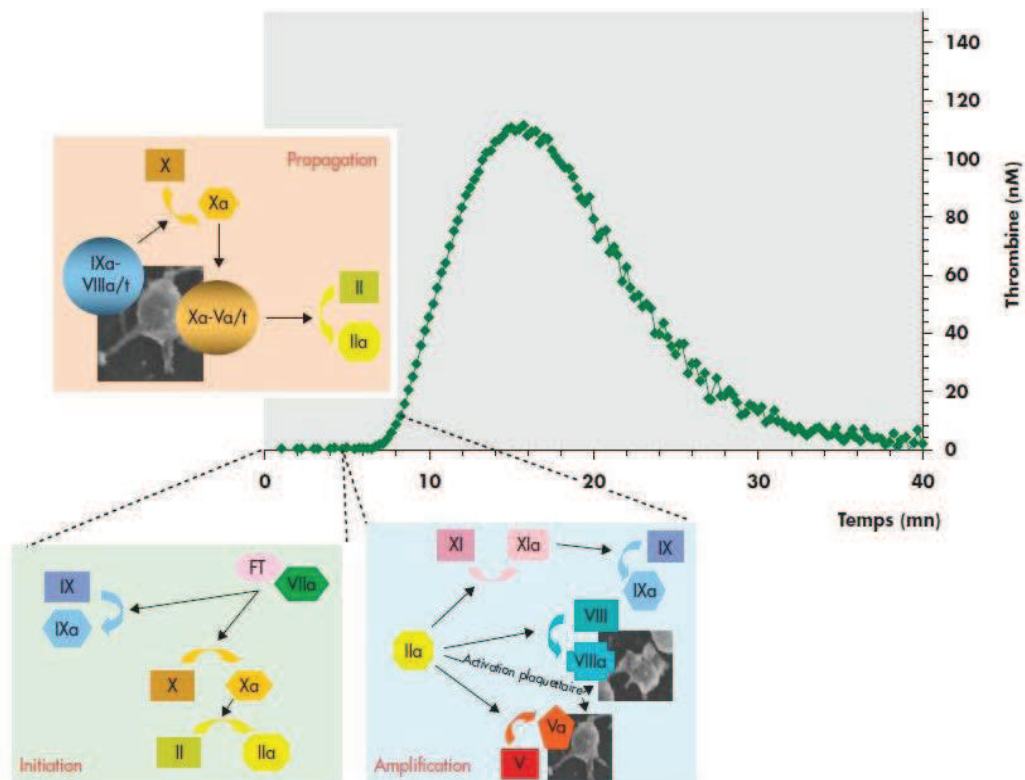 140
120
100
80
60
40
20
0
Thrombine (nM)
0
10
20
30
40
Temps (mn)
Propagation
X
Xa
IXa-
VIIIa/t
Xa-Va/t
II
IIa
FT
VIIa
IX
IXa
X
Xa
II
IIa
Initiation
XI
XIa
IX
IXa
VIII
VIIIa
IIa
Activation plaquettaire
Va
V
Amplification